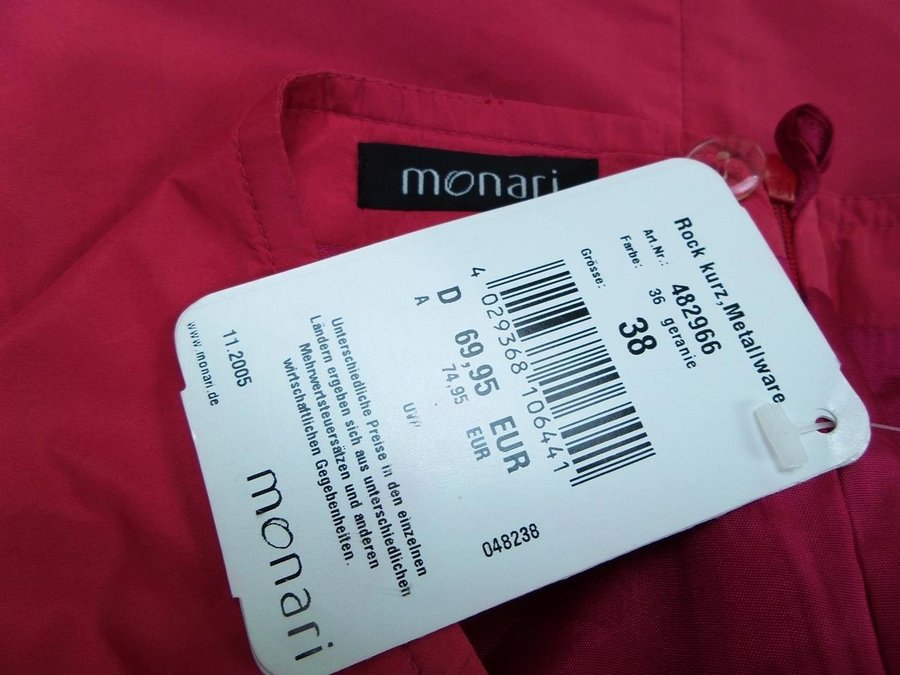 monari
Rock kurz,Metallware
Art.Nr.: 482966
Farbe: 36 geranie
Grösse: 38
4 029368 106441
D 69,95 EUR
A 74,95 EUR
UVP
048238
Unterschiedliche Preise in den einzelnen
Ländern ergeben sich aus unterschiedlichen
Mehrwertsteuersätzen und anderen
wirtschaftlichen Gegebenheiten.
11.2005
www.monari.de
monari